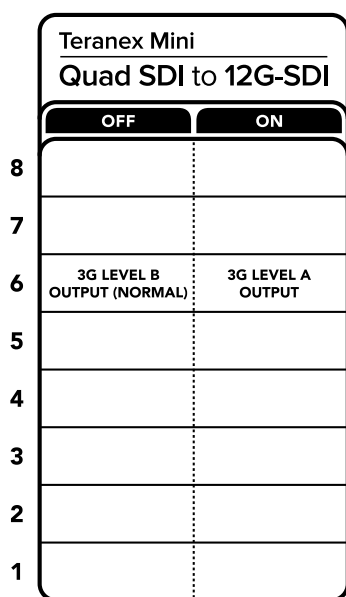 Teranex Mini
Quad SDI to 12G-SDI
OFF ON
8
7
6 3G LEVEL B OUTPUT (NORMAL) 3G LEVEL A OUTPUT
5
4
3
2
1